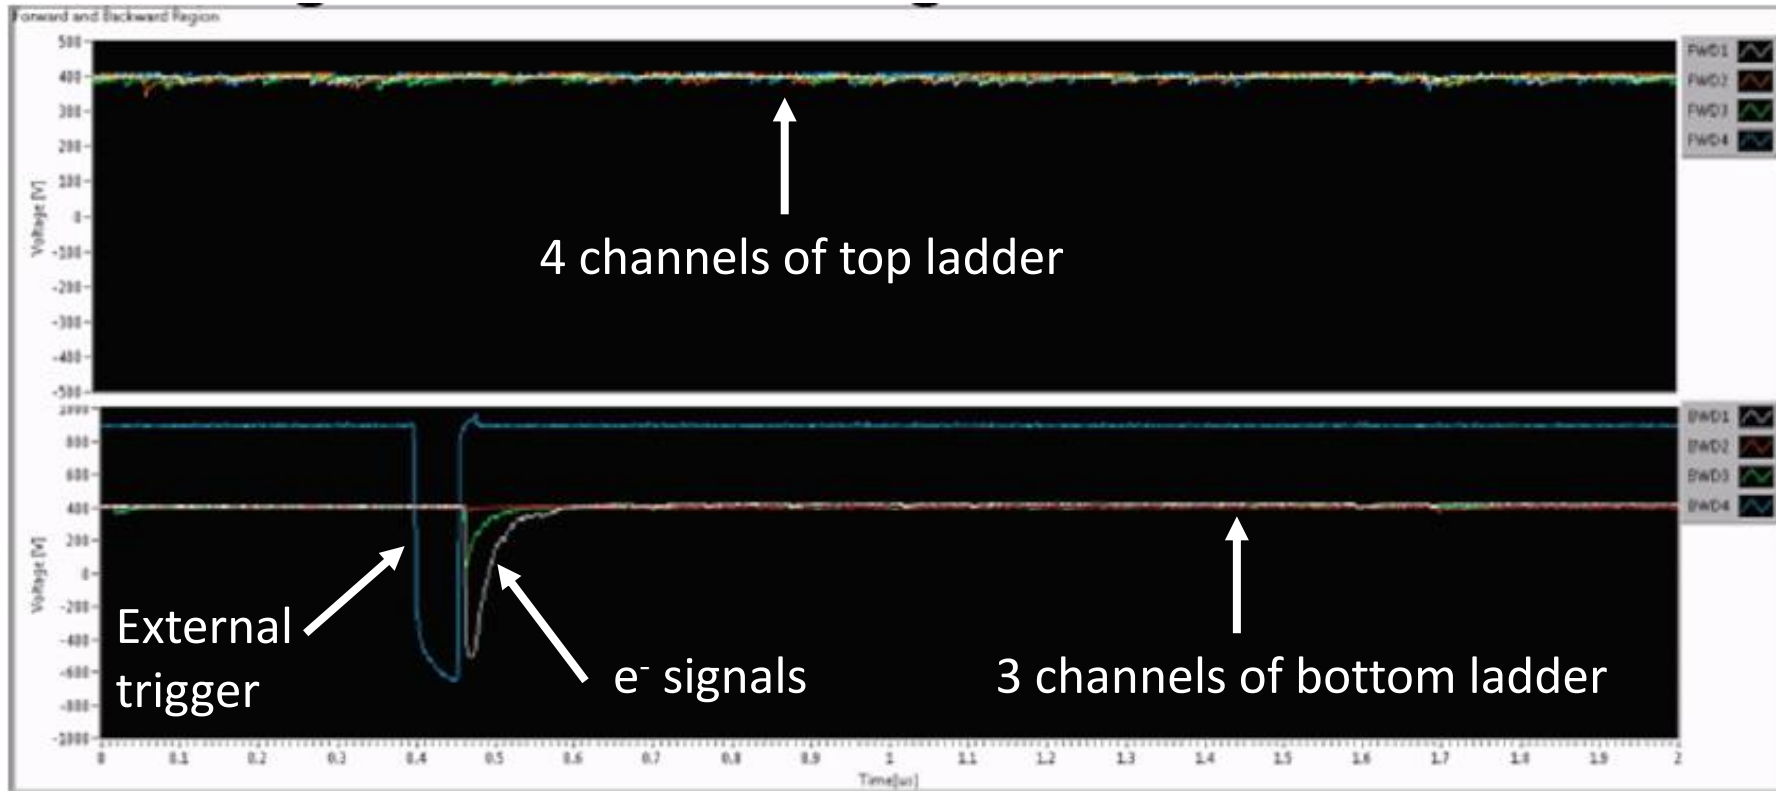 Forward and Backward Region
500
400
300
200
100
0
-100
-200
-300
-400
-500
Voltage [V]
FWD1
FWD2
FWD3
FWD4
4 channels of top ladder
1000
800
600
400
200
0
-200
-400
-600
-800
-1000
Voltage [V]
BWD1
BWD2
BWD3
BWD4
External
trigger
e- signals
3 channels of bottom ladder
0 0.1 0.2 0.3 0.4 0.5 0.6 0.7 0.8 0.9 1 1.1 1.2 1.3 1.4 1.5 1.6 1.7 1.8 1.9 2
Time[us]